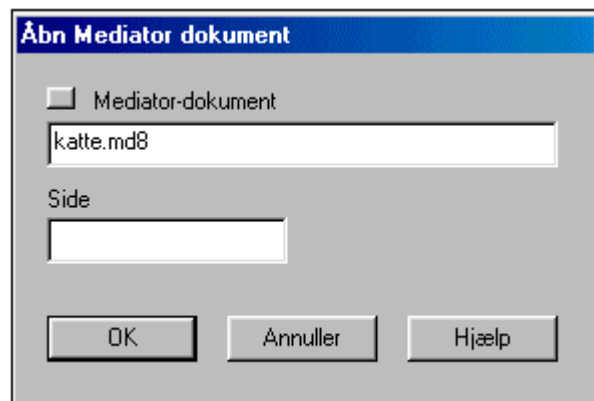 Åbn Mediator dokument
Mediator-dokument
katte.md8
Side
OK Annuller Hjælp